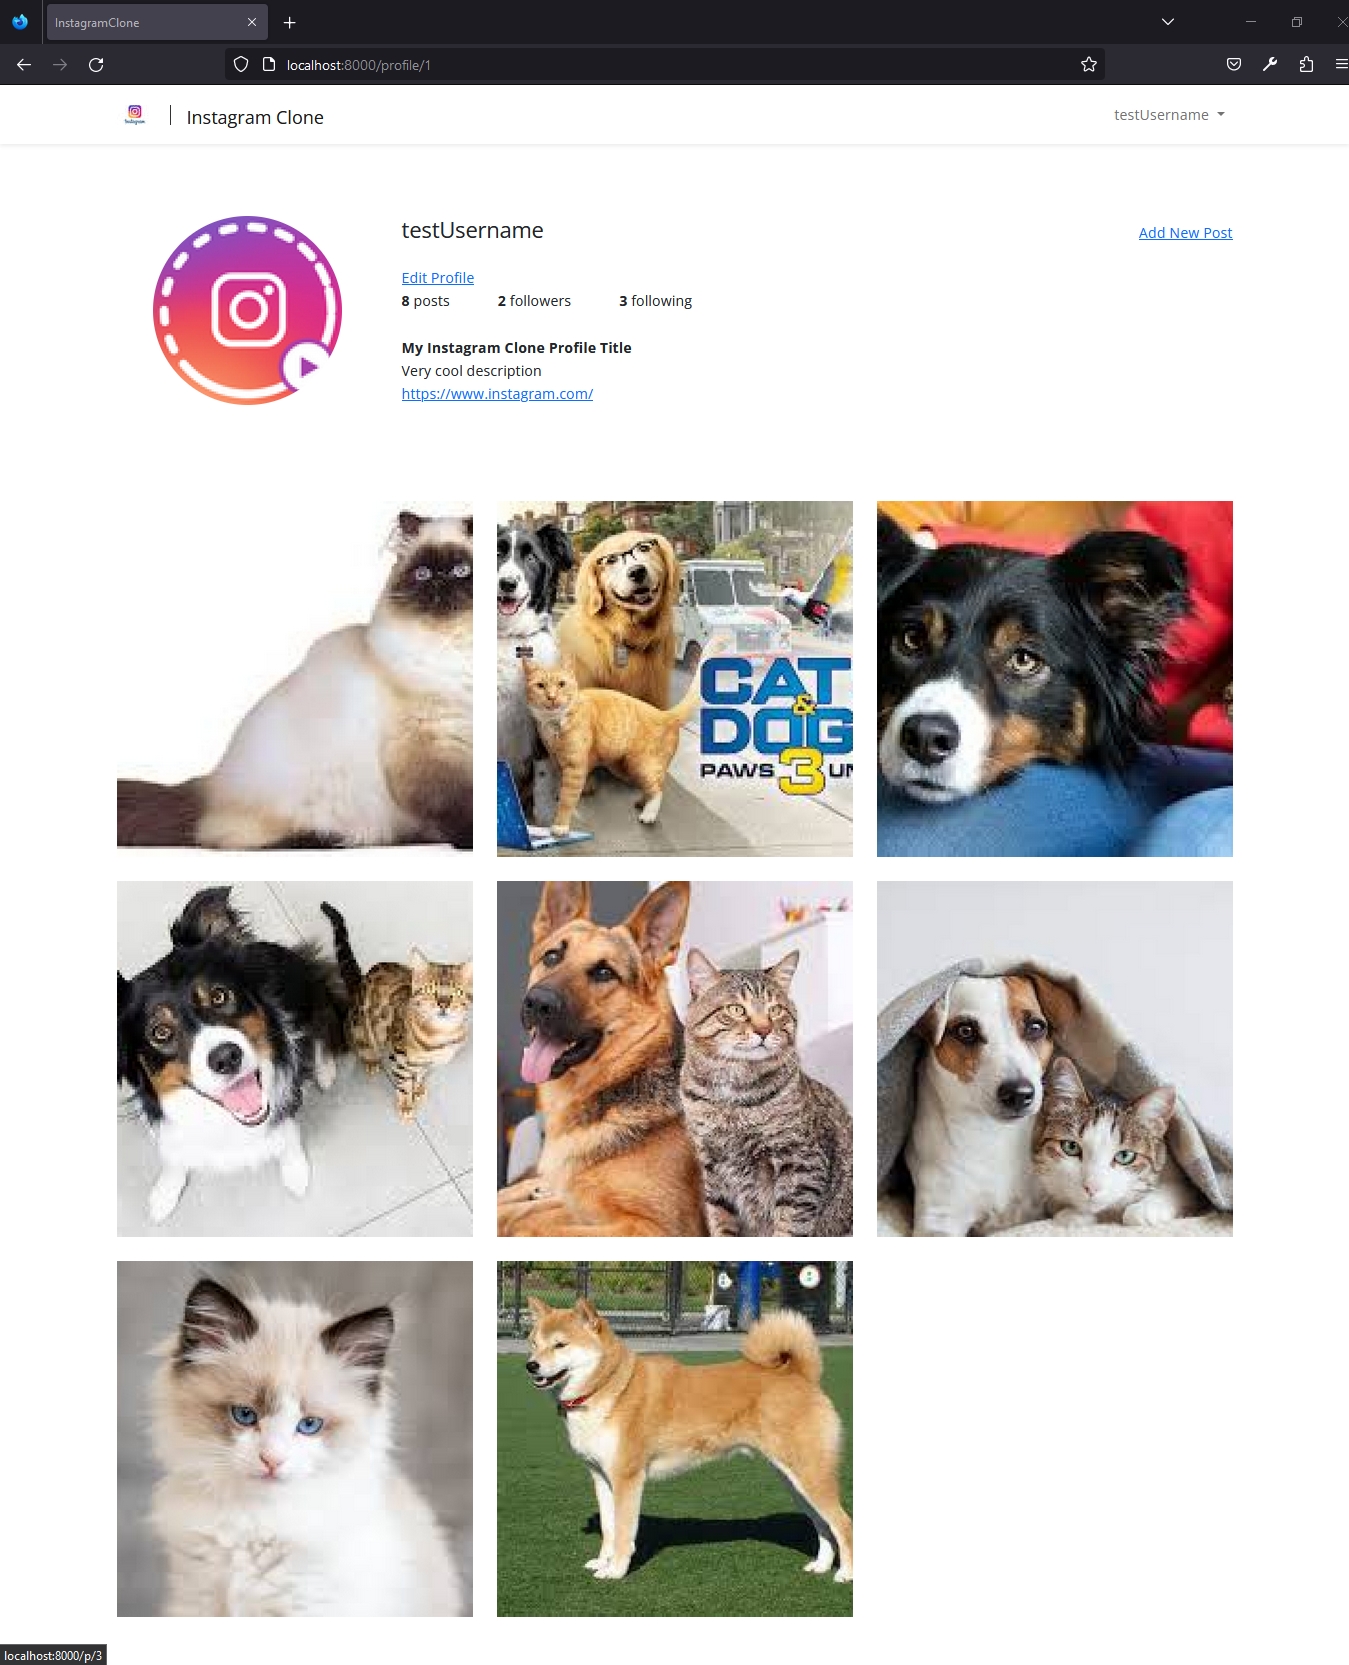 InstagramClone
localhost:8000/profile/1
Instagram
Instagram Clone
testUsername
testUsername
Add New Post
Edit Profile
8 posts 2 followers 3 following
My Instagram Clone Profile Title
Very cool description
https://www.instagram.com/
CAT
&
DOG
PAWS 3 UN
localhost:8000/p/3